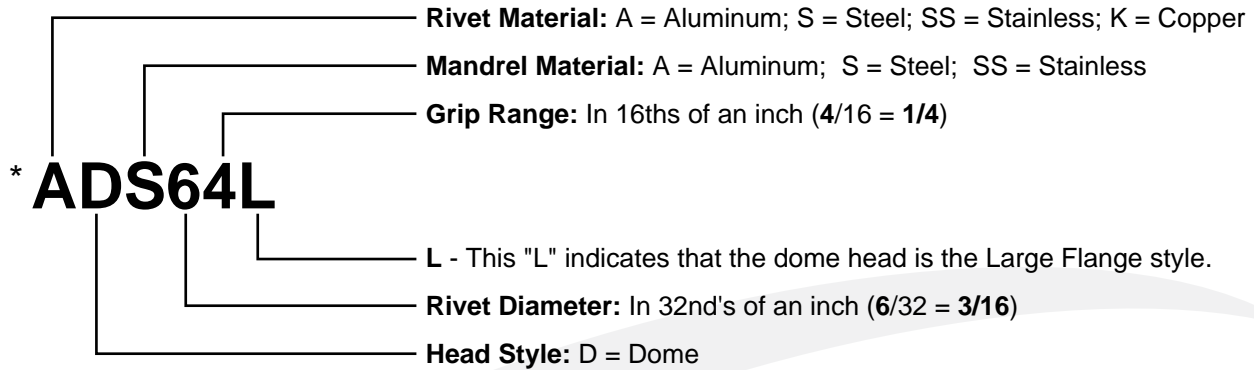 Rivet Material: A = Aluminum; S = Steel; SS = Stainless; K = Copper
Mandrel Material: A = Aluminum; S = Steel; SS = Stainless
Grip Range: In 16ths of an inch (4/16 = 1/4)
* ADS64L
L - This "L" indicates that the dome head is the Large Flange style.
Rivet Diameter: In 32nd's of an inch (6/32 = 3/16)
Head Style: D = Dome